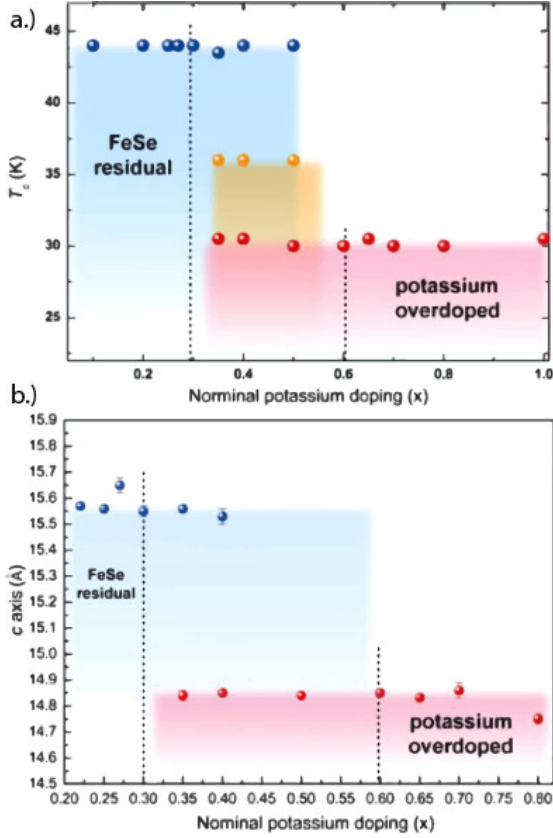 a.)
45
40
35
30
25
T_c (K)
FeSe
residual
potassium
overdoped
0.2 0.4 0.6 0.8 1.0
Norminal potassium doping (x)
b.)
15.9
15.8
15.7
15.6
15.5
15.4
15.3
15.2
15.1
15.0
14.9
14.8
14.7
14.6
14.5
c axis (Å)
FeSe
residual
potassium
overdoped
0.20 0.25 0.30 0.35 0.40 0.45 0.50 0.55 0.60 0.65 0.70 0.75 0.80
Nominal potassium doping (x)